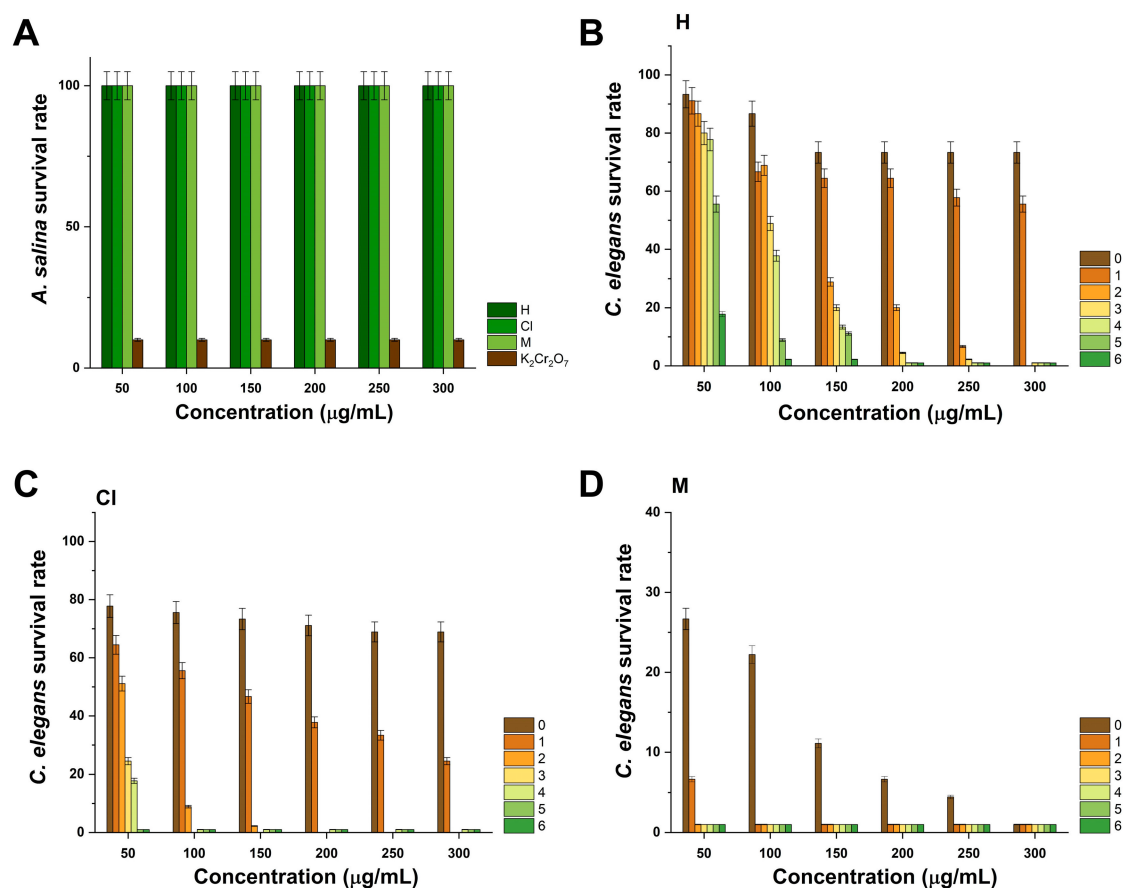 A
A. salina survival rate
100
50
0
50 100 150 200 250 300
Concentration (μg/mL)
H
Cl
M
K₂Cr₂O₇
B
H
C. elegans survival rate
100
80
60
40
20
0
50 100 150 200 250 300
Concentration (μg/mL)
0
1
2
3
4
5
6
C
Cl
C. elegans survival rate
100
80
60
40
20
0
50 100 150 200 250 300
Concentration (μg/mL)
0
1
2
3
4
5
6
D
M
C. elegans survival rate
40
30
20
10
0
50 100 150 200 250 300
Concentration (μg/mL)
0
1
2
3
4
5
6